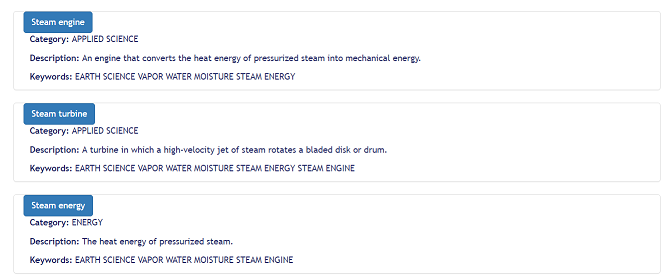 Steam engine
Category: APPLIED SCIENCE
Description: An engine that converts the heat energy of pressurized steam into mechanical energy.
Keywords: EARTH SCIENCE VAPOR WATER MOISTURE STEAM ENERGY
Steam turbine
Category: APPLIED SCIENCE
Description: A turbine in which a high-velocity jet of steam rotates a bladed disk or drum.
Keywords: EARTH SCIENCE VAPOR WATER MOISTURE STEAM ENERGY STEAM ENGINE
Steam energy
Category: ENERGY
Description: The heat energy of pressurized steam.
Keywords: EARTH SCIENCE VAPOR WATER MOISTURE STEAM ENGINE